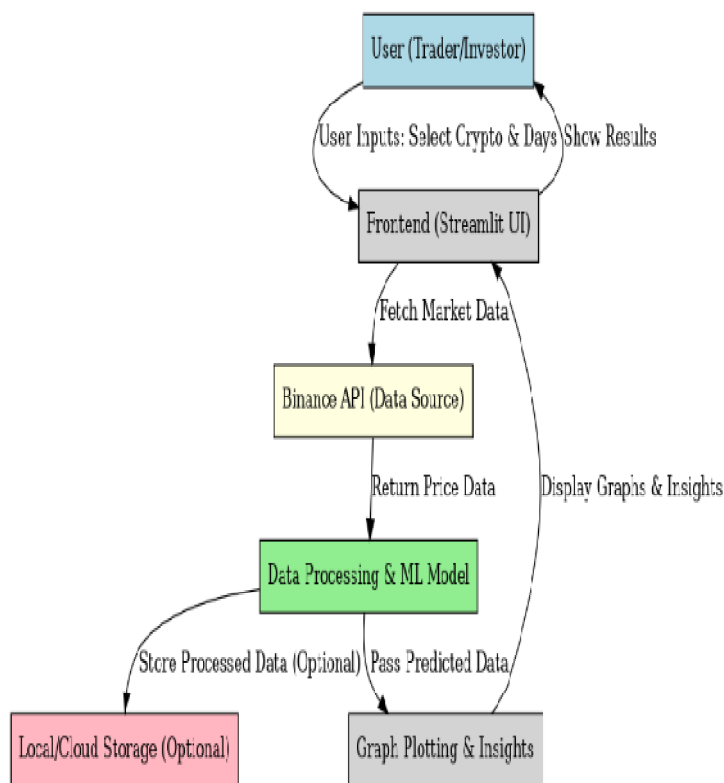 User (Trader/Investor)
User Inputs: Select Crypto & Days
Show Results
Frontend (Streamlit UI)
Fetch Market Data
Binance API (Data Source)
Return Price Data
Display Graphs & Insights
Data Processing & ML Model
Store Processed Data (Optional)
Pass Predicted Data
Local/Cloud Storage (Optional)
Graph Plotting & Insights